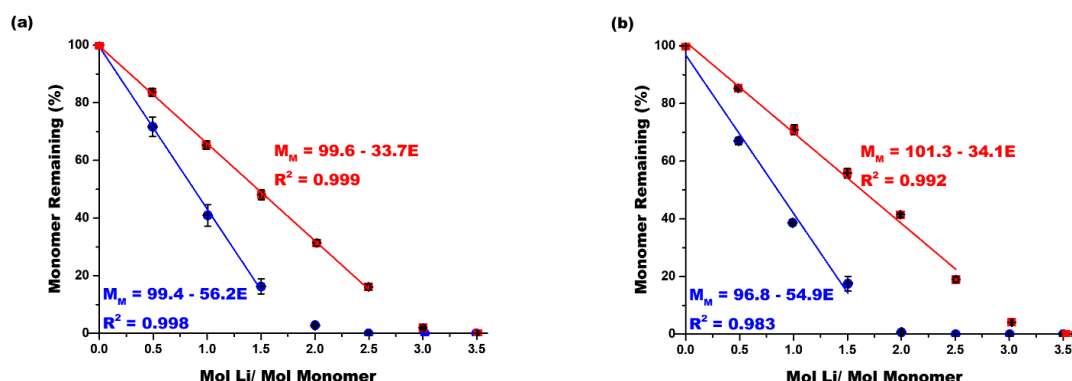 (a)
Monomer Remaining (%)
100
80
60
40
20
0
M_M = 99.6 - 33.7E
R² = 0.999
M_M = 99.4 - 56.2E
R² = 0.998
0.0 0.5 1.0 1.5 2.0 2.5 3.0 3.5
Mol Li/ Mol Monomer
(b)
Monomer Remaining (%)
100
80
60
40
20
0
M_M = 101.3 - 34.1E
R² = 0.992
M_M = 96.8 - 54.9E
R² = 0.983
0.0 0.5 1.0 1.5 2.0 2.5 3.0 3.5
Mol Li/ Mol Monomer